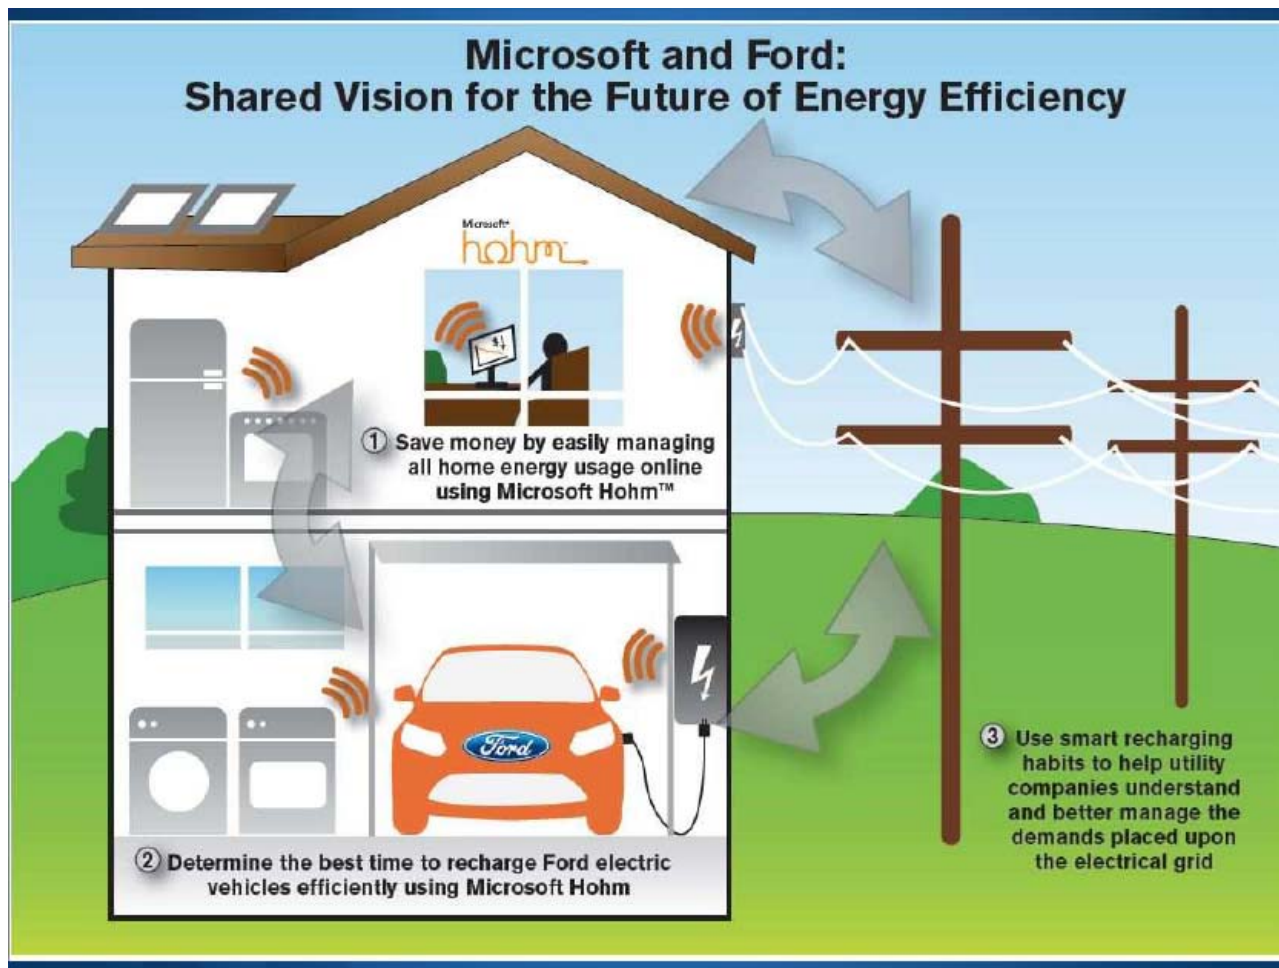 Microsoft and Ford:
Shared Vision for the Future of Energy Efficiency
Microsoft®
hohm™
$↓
① Save money by easily managing
all home energy usage online
using Microsoft Hohm™
Ford
② Determine the best time to recharge Ford electric
vehicles efficiently using Microsoft Hohm
③ Use smart recharging
habits to help utility
companies understand
and better manage the
demands placed upon
the electrical grid